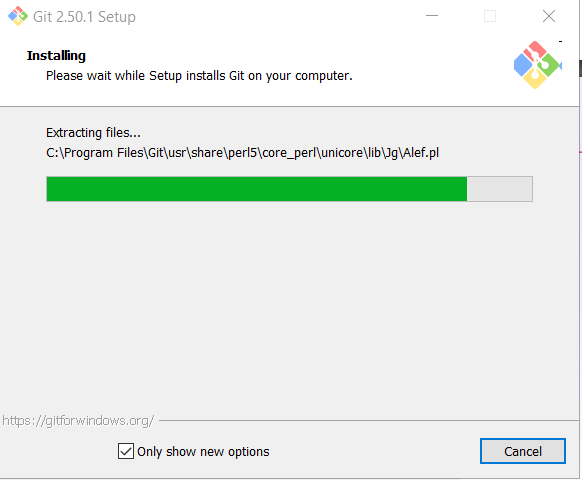 Git 2.50.1 Setup
Installing
Please wait while Setup installs Git on your computer.
Extracting files...
C:\Program Files\Git\usr\share\perl5\core_perl\unicore\lib\Jg\Alef.pl
https://gitforwindows.org/
Only show new options
Cancel